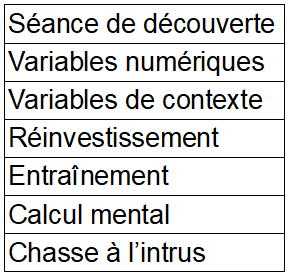 Séance de découverte
Variables numériques
Variables de contexte
Réinvestissement
Entraînement
Calcul mental
Chasse à l’intrus